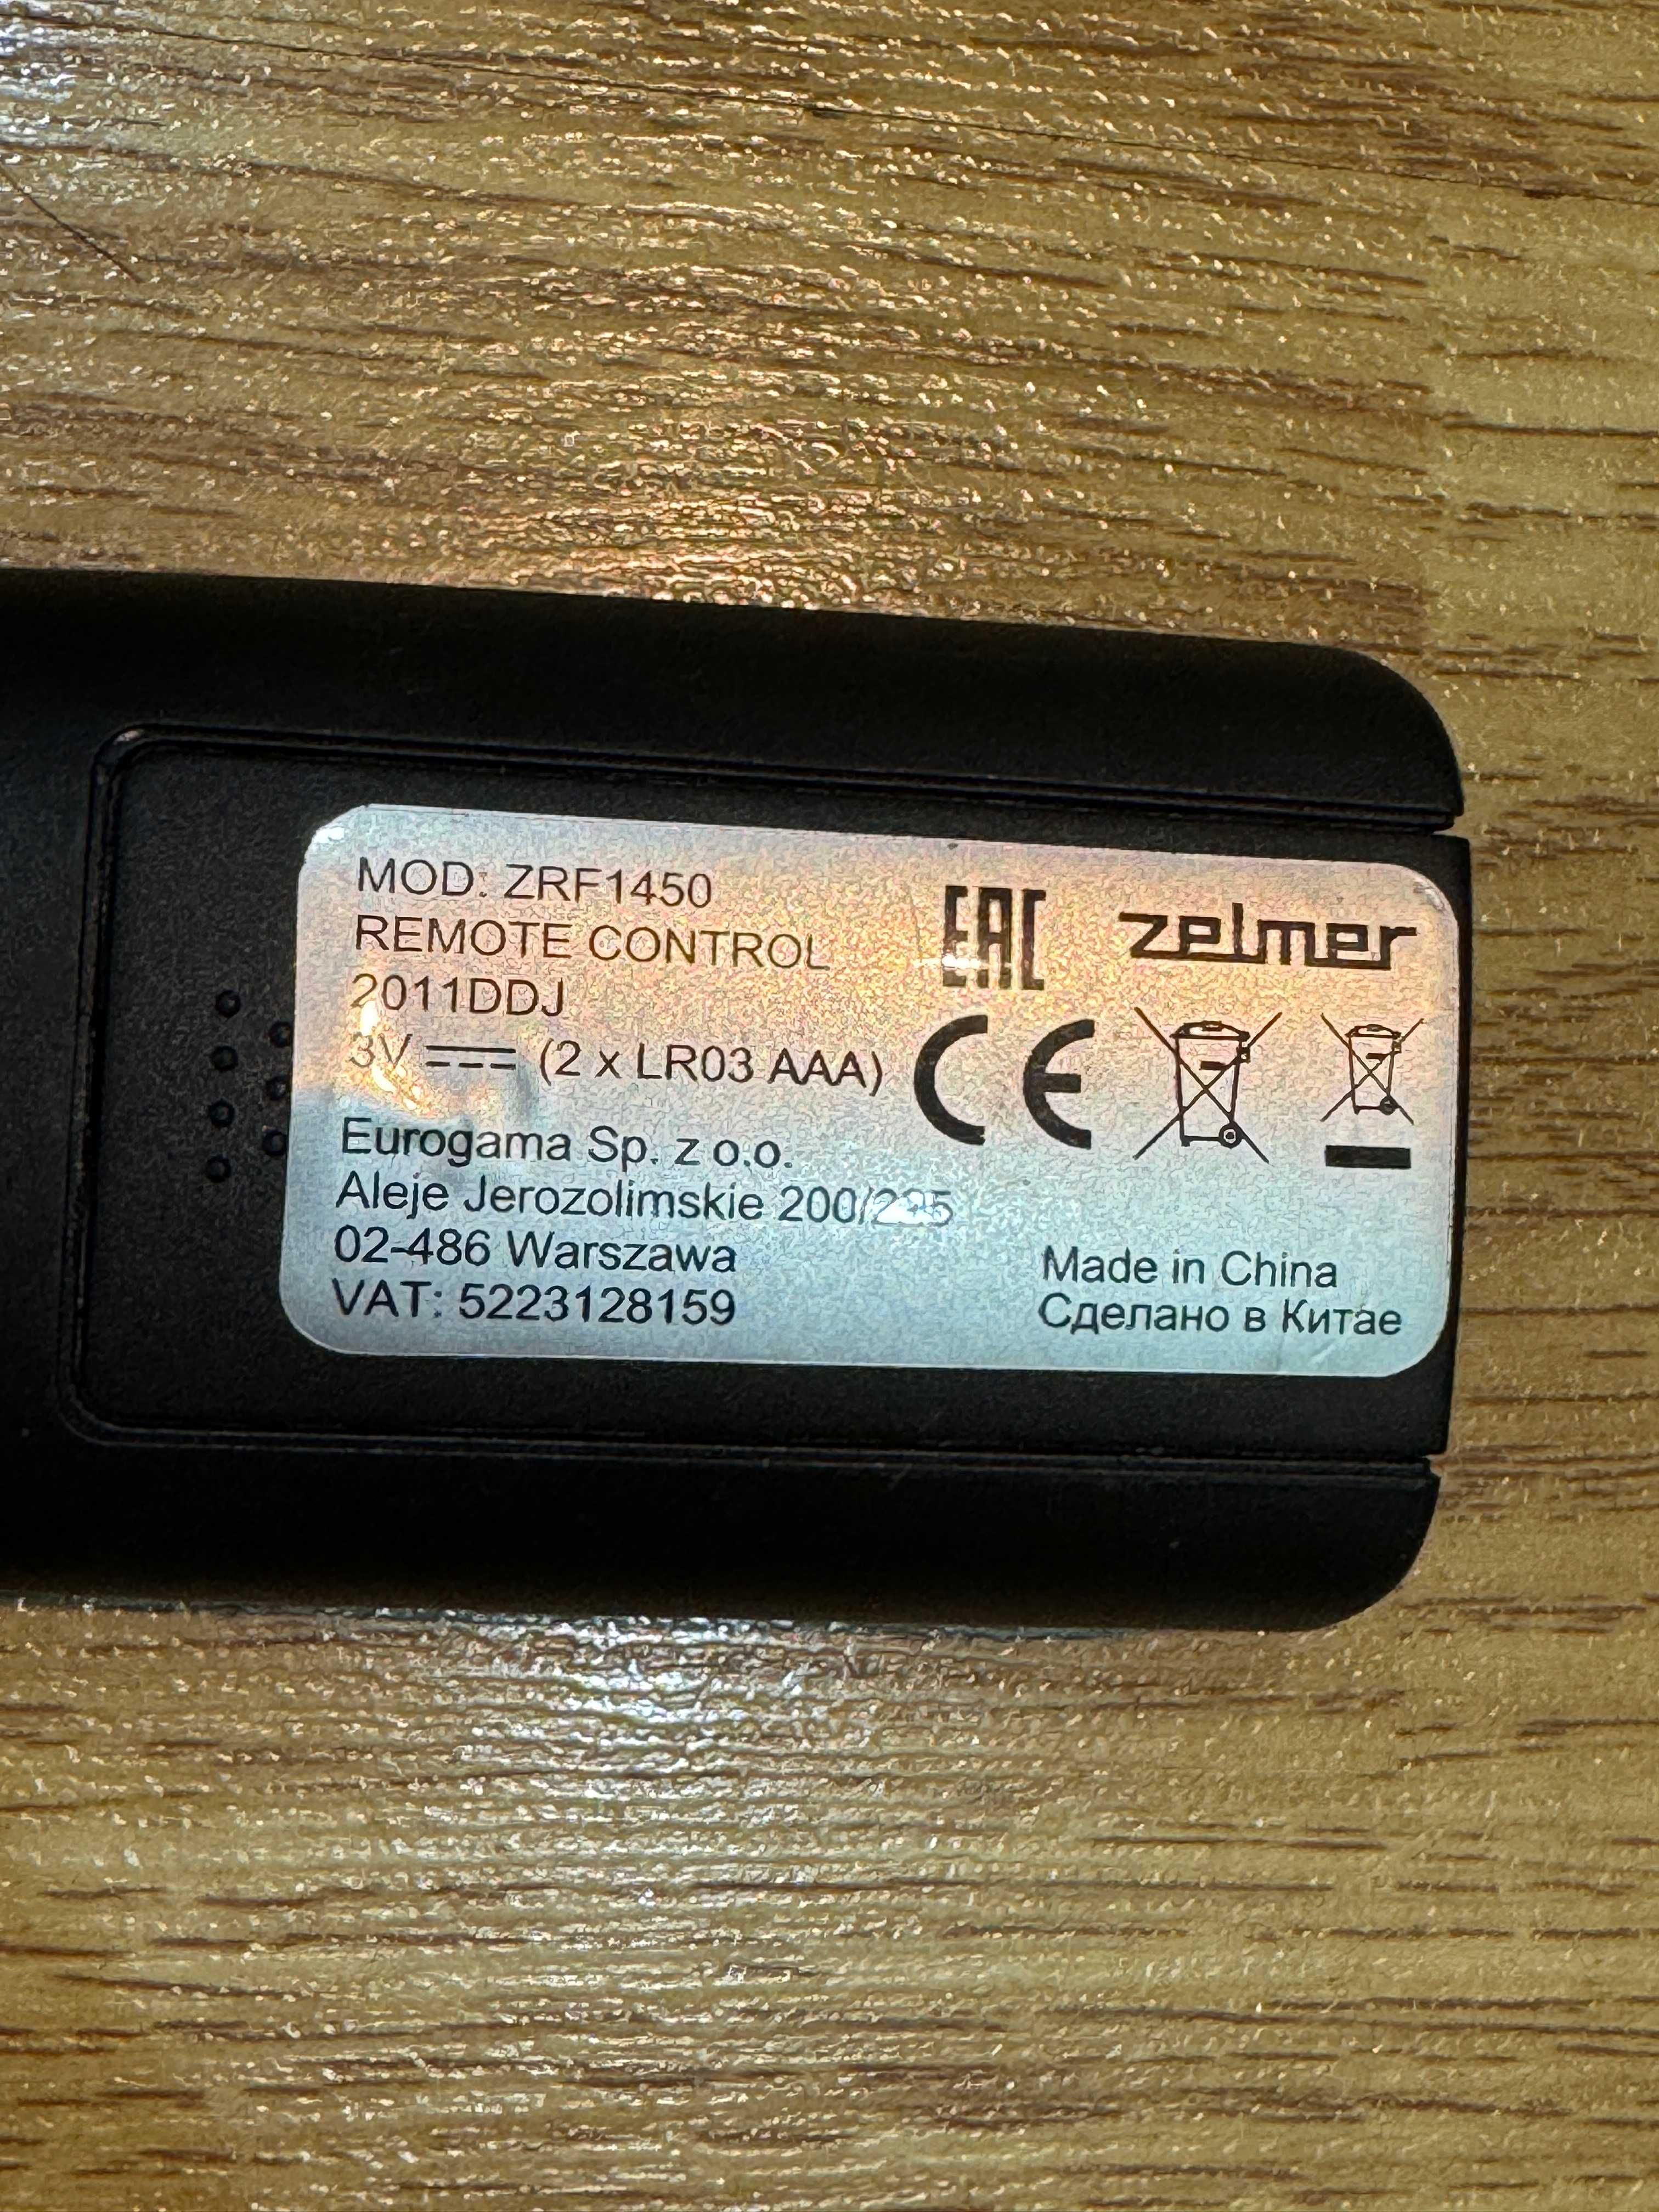 MOD: ZRF1450
REMOTE CONTROL
2011DDJ
3V (2 x LR03 AAA)
EAC zelmer
CE
Eurogama Sp. z o.o.
Aleje Jerozolimskie 200/225
02-486 Warszawa
VAT: 5223128159
Made in China
Сделано в Китае